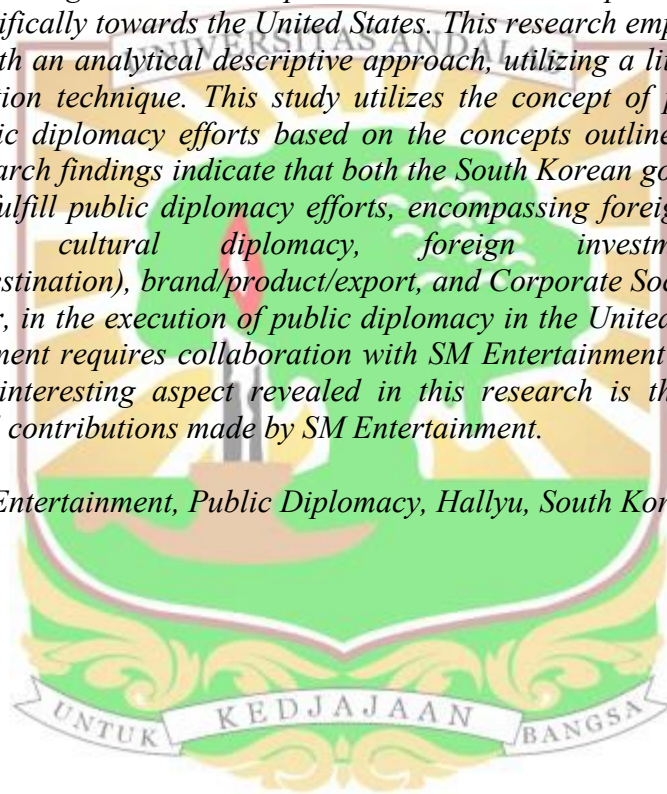 ifically towards the United States. This research emp
UNIVERSITAS ANDALAS
th an analytical descriptive approach, utilizing a li
tion technique. This study utilizes the concept of
ic diplomacy efforts based on the concepts outline
arch findings indicate that both the South Korean go
fulfill public diplomacy efforts, encompassing foreig
cultural diplomacy, foreign investm
estination), brand/product/export, and Corporate Soc
r, in the execution of public diplomacy in the United
ment requires collaboration with SM Entertainment
interesting aspect revealed in this research is th
l contributions made by SM Entertainment.
Entertainment, Public Diplomacy, Hallyu, South Kor
UNTUK KEDJAJAAN BANGSA